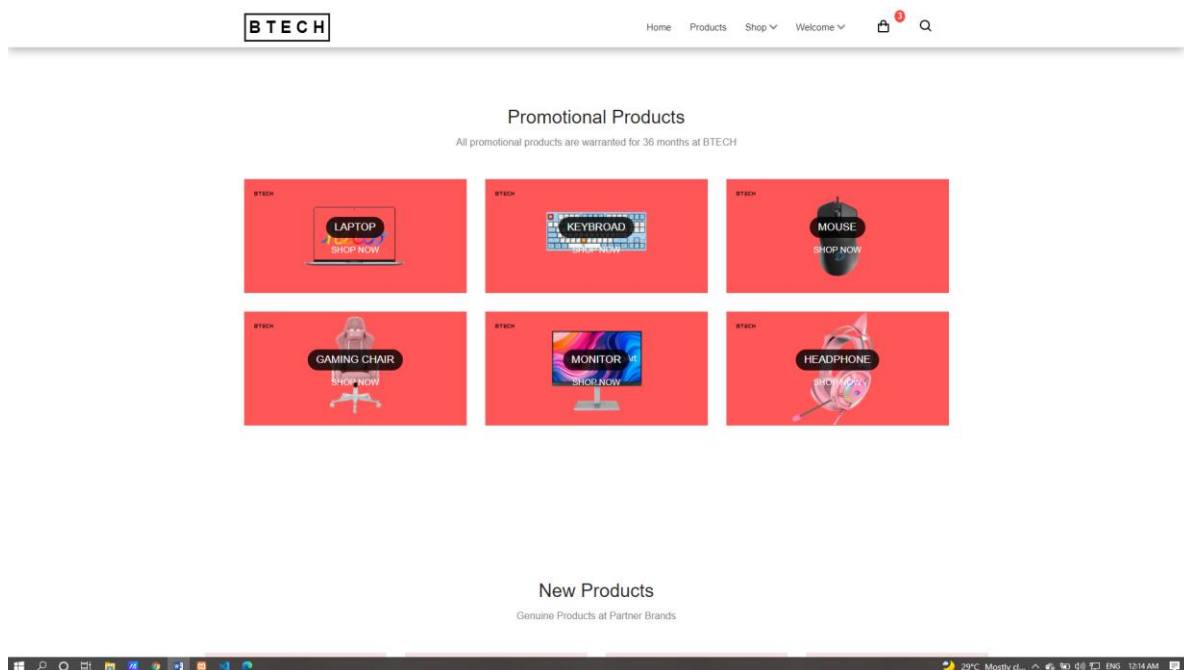 BTECH
Home Products Shop Welcome 3
Promotional Products
All promotional products are warranted for 36 months at BTECH
BTECH
LAPTOP
SHOP NOW
BTECH
KEYBROAD
SHOP NOW
BTECH
MOUSE
SHOP NOW
BTECH
GAMING CHAIR
SHOP NOW
BTECH
MONITOR
SHOP NOW
BTECH
HEADPHONE
SHOP NOW
New Products
Genuine Products at Partner Brands
29°C Mostly cl... ENG 12:14 AM